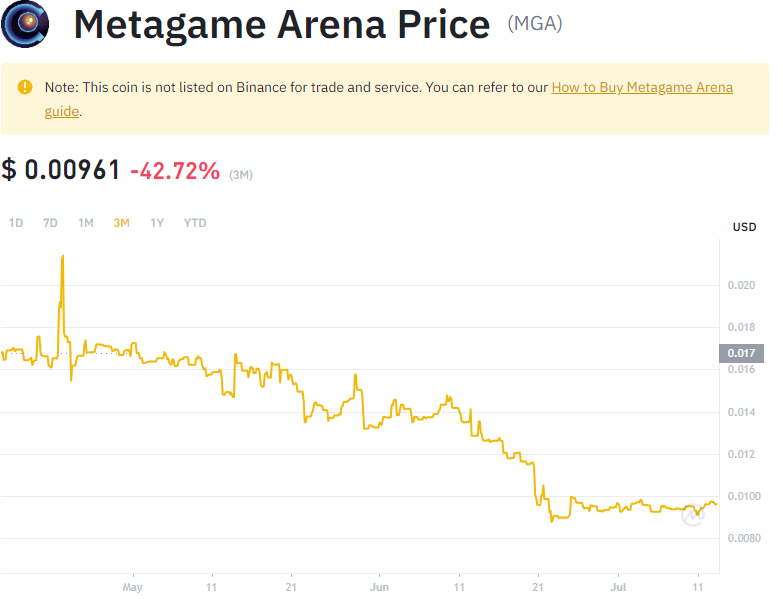 Metagame Arena Price (MGA)
Note: This coin is not listed on Binance for trade and service. You can refer to our How to Buy Metagame Arena
guide.
$ 0.00961 -42.72% (3M)
1D 7D 1M 3M 1Y YTD
USD
0.020
0.018
0.017
0.016
0.014
0.012
0.0100
0.0080
May 11 21 Jun 11 21 Jul 11